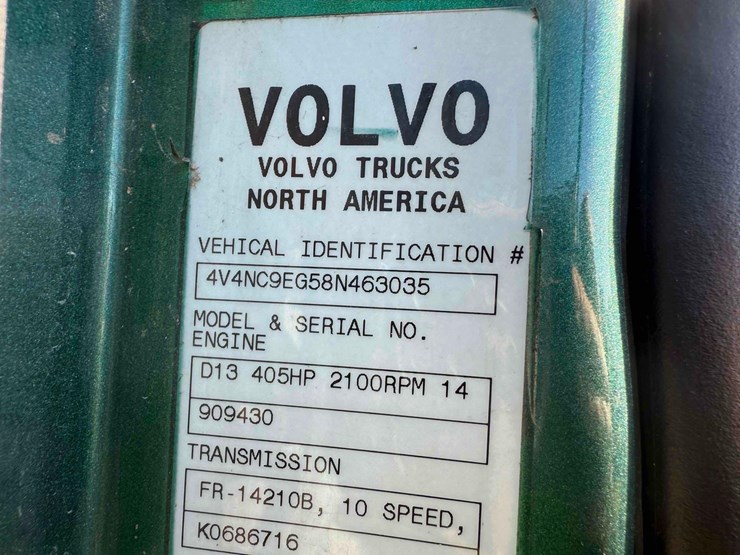 VOLVO
VOLVO TRUCKS
NORTH AMERICA
VEHICAL IDENTIFICATION #
4V4NC9EG58N463035
MODEL & SERIAL NO.
ENGINE
D13 405HP 2100RPM 14
909430
TRANSMISSION
FR-14210B, 10 SPEED,
K0686716